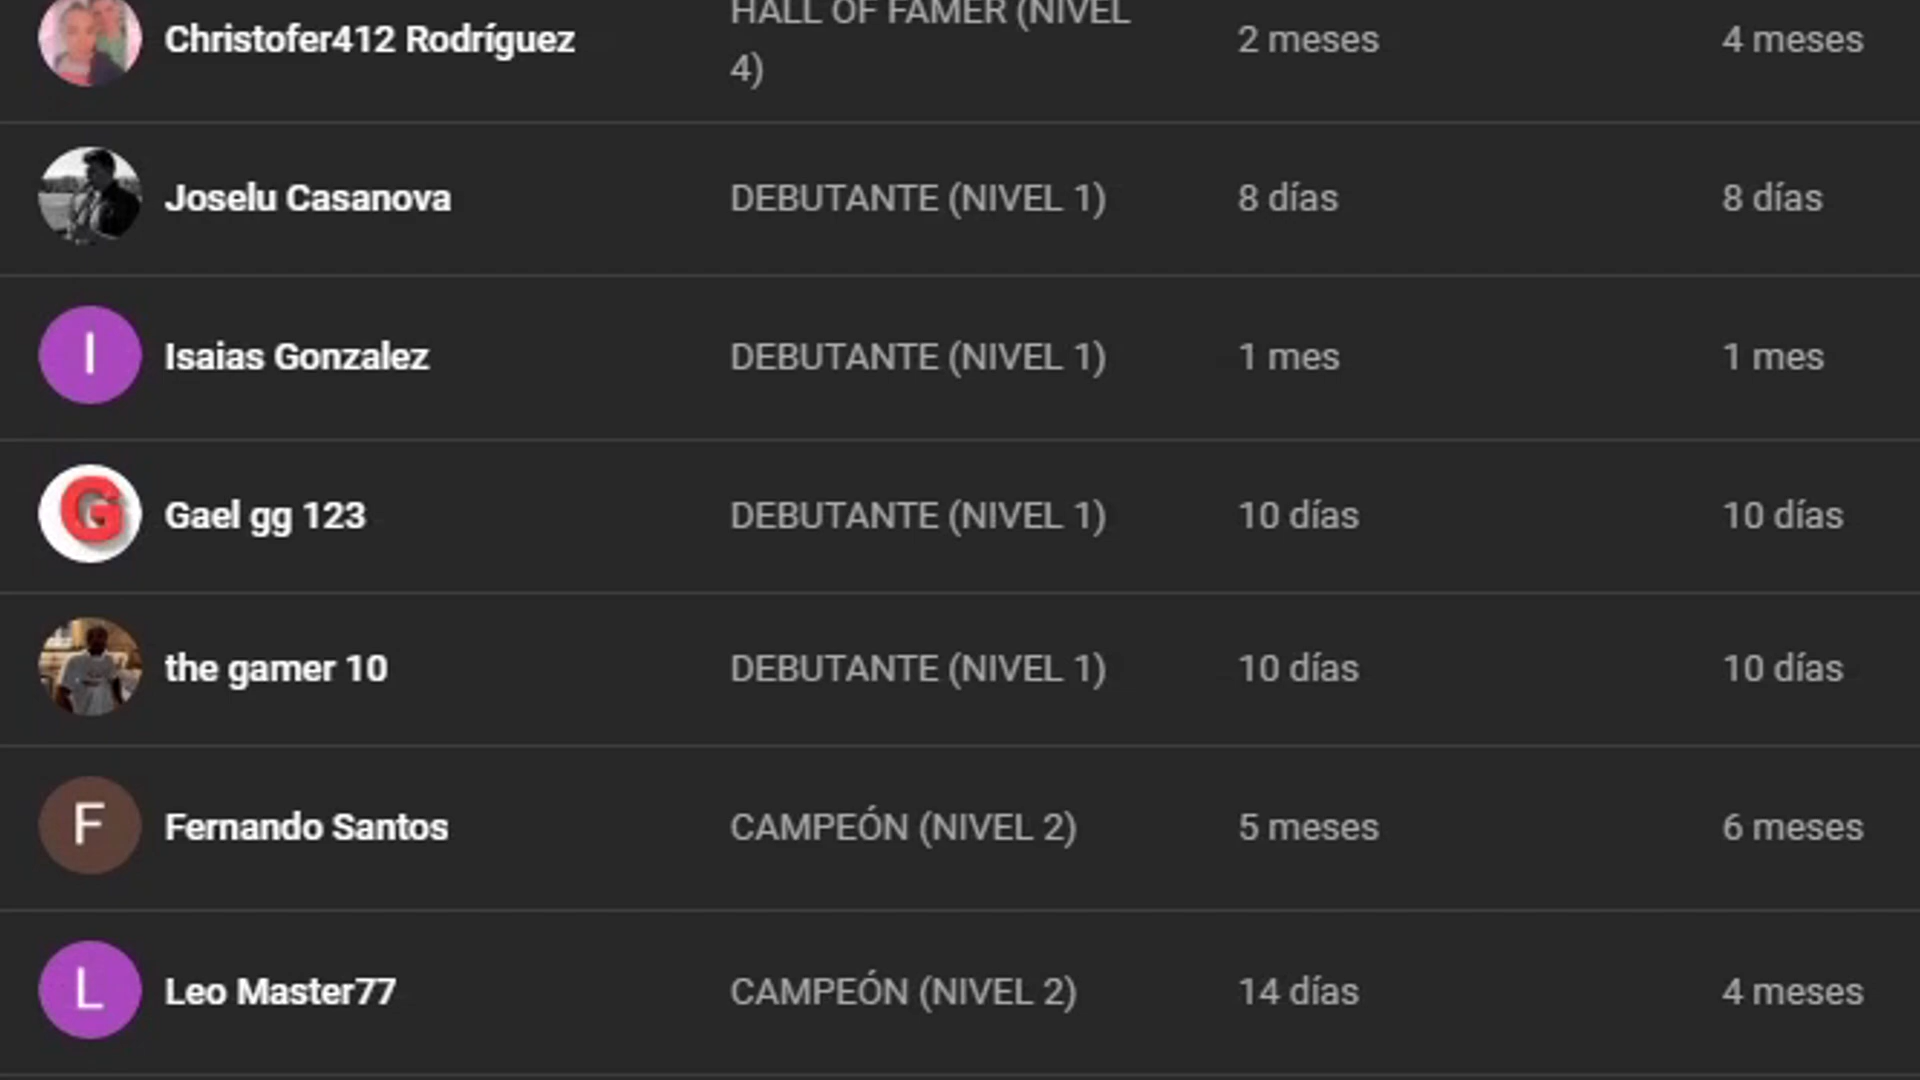 Christofer412 Rodríguez HALL OF FAMER (NIVEL 4) 2 meses 4 meses
Joselu Casanova DEBUTANTE (NIVEL 1) 8 días 8 días
I Isaias Gonzalez DEBUTANTE (NIVEL 1) 1 mes 1 mes
G Gael gg 123 DEBUTANTE (NIVEL 1) 10 días 10 días
the gamer 10 DEBUTANTE (NIVEL 1) 10 días 10 días
F Fernando Santos CAMPEÓN (NIVEL 2) 5 meses 6 meses
L Leo Master77 CAMPEÓN (NIVEL 2) 14 días 4 meses